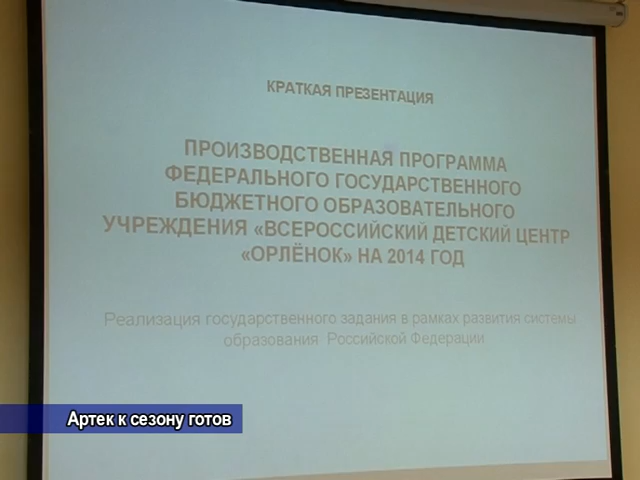 КРАТКАЯ ПРЕЗЕНТАЦИЯ
ПРОИЗВОДСТВЕННАЯ ПРОГРАММА
ФЕДЕРАЛЬНОГО ГОСУДАРСТВЕННОГО
БЮДЖЕТНОГО ОБРАЗОВАТЕЛЬНОГО
УЧРЕЖДЕНИЯ «ВСЕРОССИЙСКИЙ ДЕТСКИЙ ЦЕНТР
«ОРЛЁНОК» НА 2014 ГОД
Реализация государственного задания в рамках развития системы
образования Российской Федерации
Артек к сезону готов